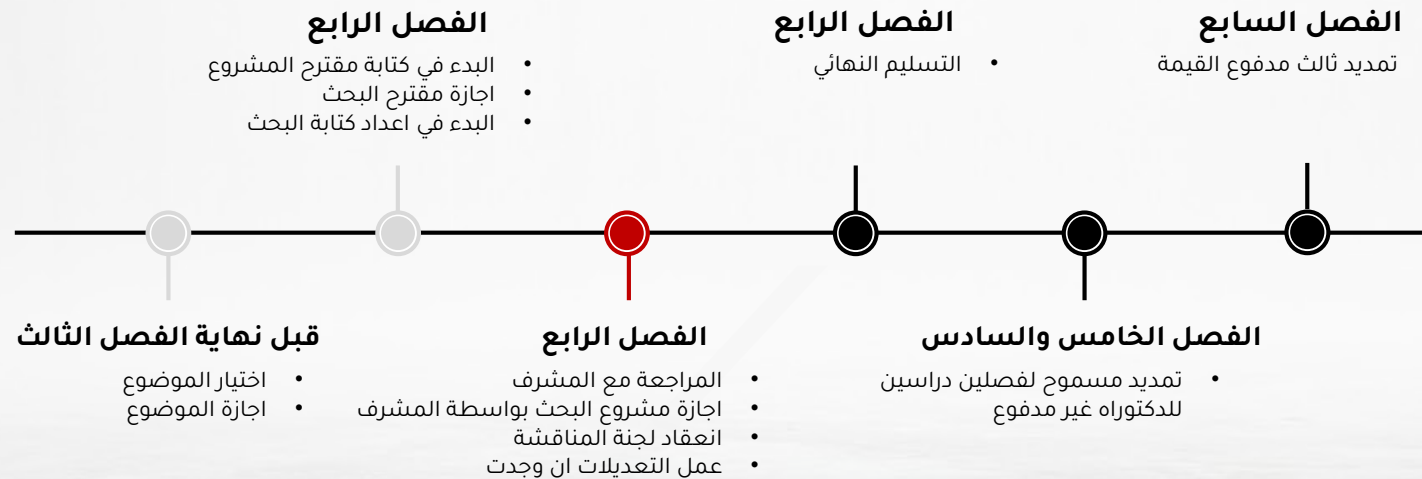 قبل نهاية الفصل الثالث
• اختيار الموضوع
• اجازة الموضوع
الفصل الرابع
• البدء في كتابة مقترح المشروع
• اجازة مقترح البحث
• البدء في اعداد كتابة البحث
الفصل الرابع
• المراجعة مع المشرف
• اجازة مشروع البحث بواسطة المشرف
• انعقاد لجنة المناقشة
• عمل التعديلات ان وجدت
الفصل الرابع
• التسليم النهائي
الفصل الخامس والسادس
• تمديد مسموح لفصلين دراسين
للدكتوراه غير مدفوع
الفصل السابع
تمديد ثالث مدفوع القيمة